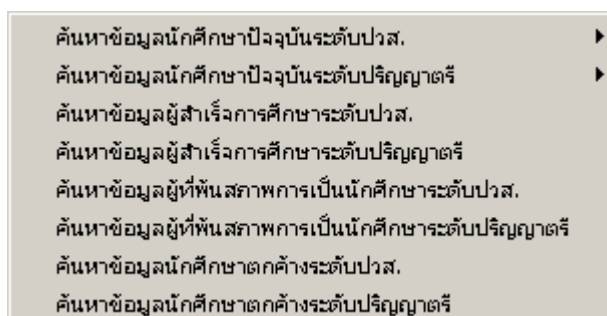 ค้นหาข้อมูลนักศึกษาปัจจุบันระดับปวส.
ค้นหาข้อมูลนักศึกษาปัจจุบันระดับปริญญาตรี
ค้นหาข้อมูลผู้สำเร็จการศึกษาระดับปวส.
ค้นหาข้อมูลผู้สำเร็จการศึกษาระดับปริญญาตรี
ค้นหาข้อมูลผู้ที่พ้นสภาพการเป็นนักศึกษาระดับปวส.
ค้นหาข้อมูลผู้ที่พ้นสภาพการเป็นนักศึกษาระดับปริญญาตรี
ค้นหาข้อมูลนักศึกษาตกค้างระดับปวส.
ค้นหาข้อมูลนักศึกษาตกค้างระดับปริญญาตรี